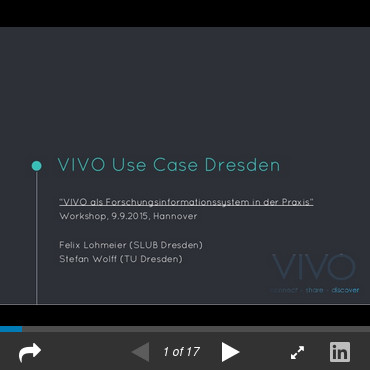 VIVO Use Case Dresden
"VIVO als Forschungsinformationssystem in der Praxis"
Workshop, 9.9.2015, Hannover
Felix Lohmeier (SLUB Dresden)
Stefan Wolff (TU Dresden)
VIVO
connect · share · discover
1 of 17
in